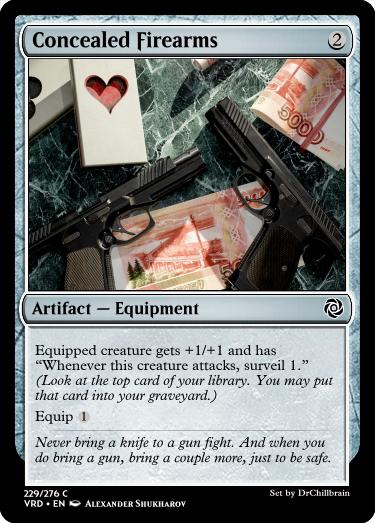 Concealed Firearms 2
5000
Artifact — Equipment
Equipped creature gets +1/+1 and has
“Whenever this creature attacks, surveil 1.”
(Look at the top card of your library. You may put
that card into your graveyard.)
Equip 1
Never bring a knife to a gun fight. And when you
do bring a gun, bring a couple more, just to be safe.
229/276 C
VRD • EN ALEXANDER SHUKHAROV
Set by DrChillbrain